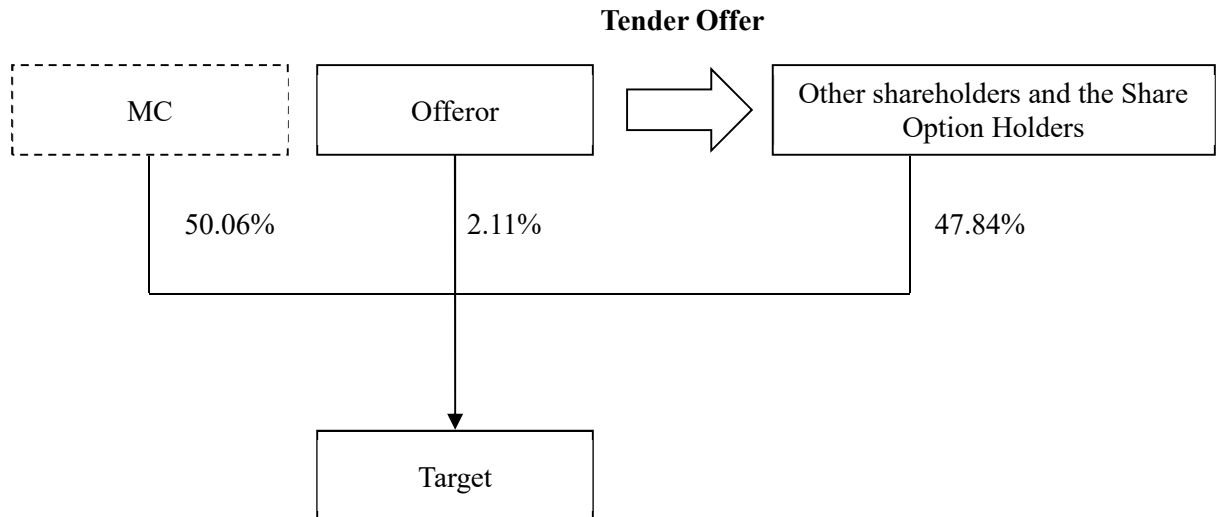 Tender Offer
MC
Offeror
Other shareholders and the Share
Option Holders
50.06%
2.11%
47.84%
Target